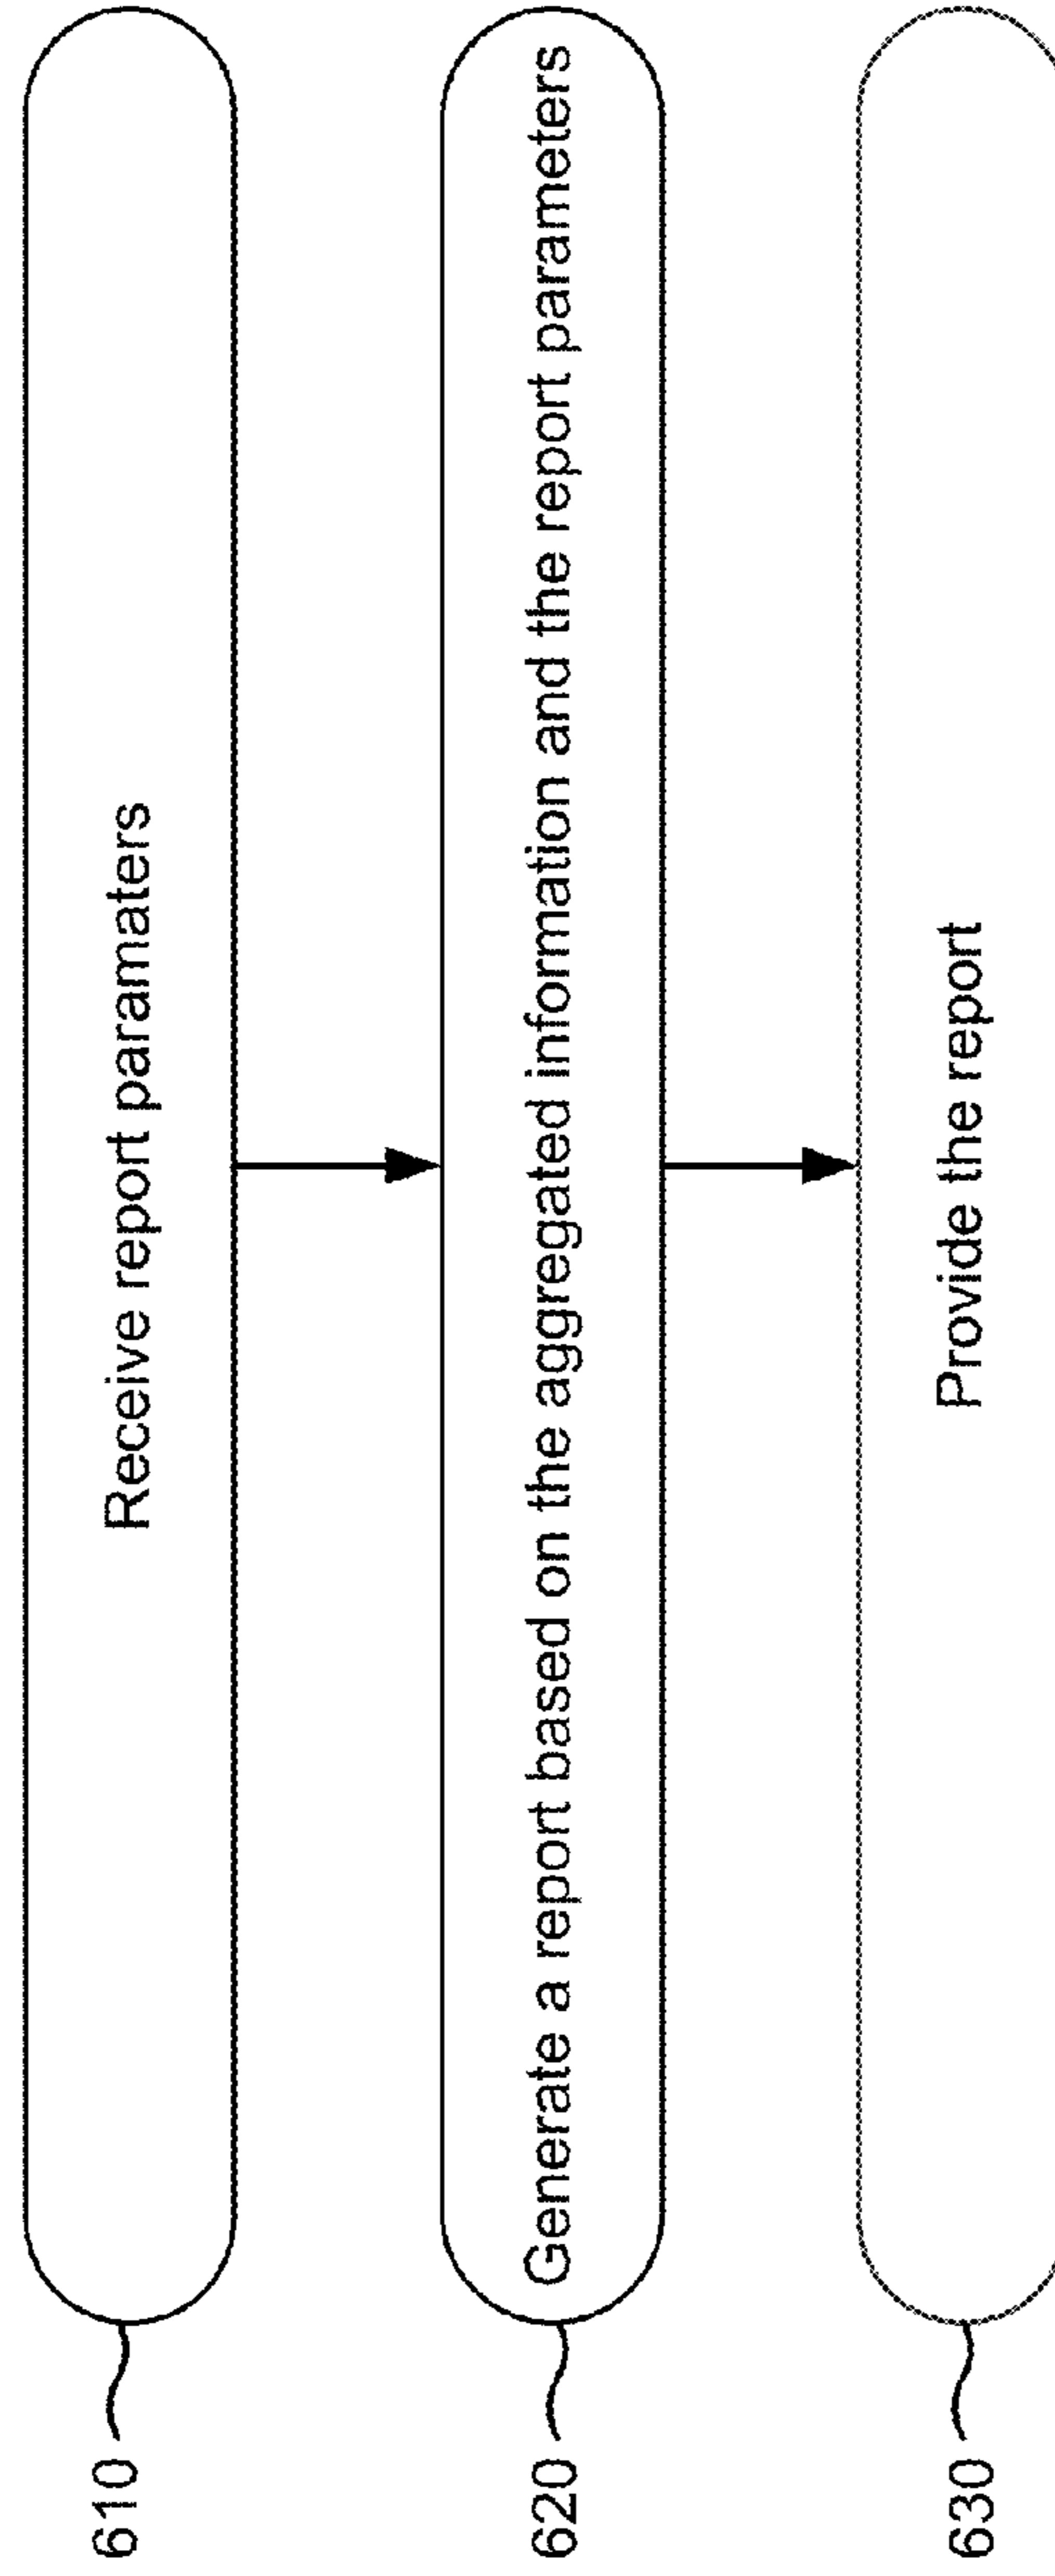 610
Receive report paramaters
620
Generate a report based on the aggregated information and the report parameters
630
Provide the report